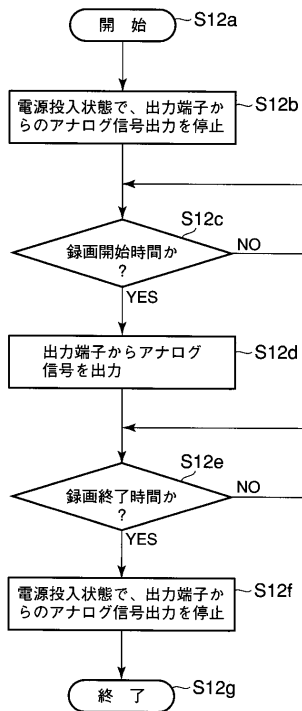 開　始
S12a
電源投入状態で、出力端子か
らのアナログ信号出力を停止
S12b
S12c
録画開始時間か
?
NO
YES
出力端子からアナログ
信号を出力
S12d
S12e
録画終了時間か
?
NO
YES
電源投入状態で、出力端子か
らのアナログ信号出力を停止
S12f
終　了
S12g